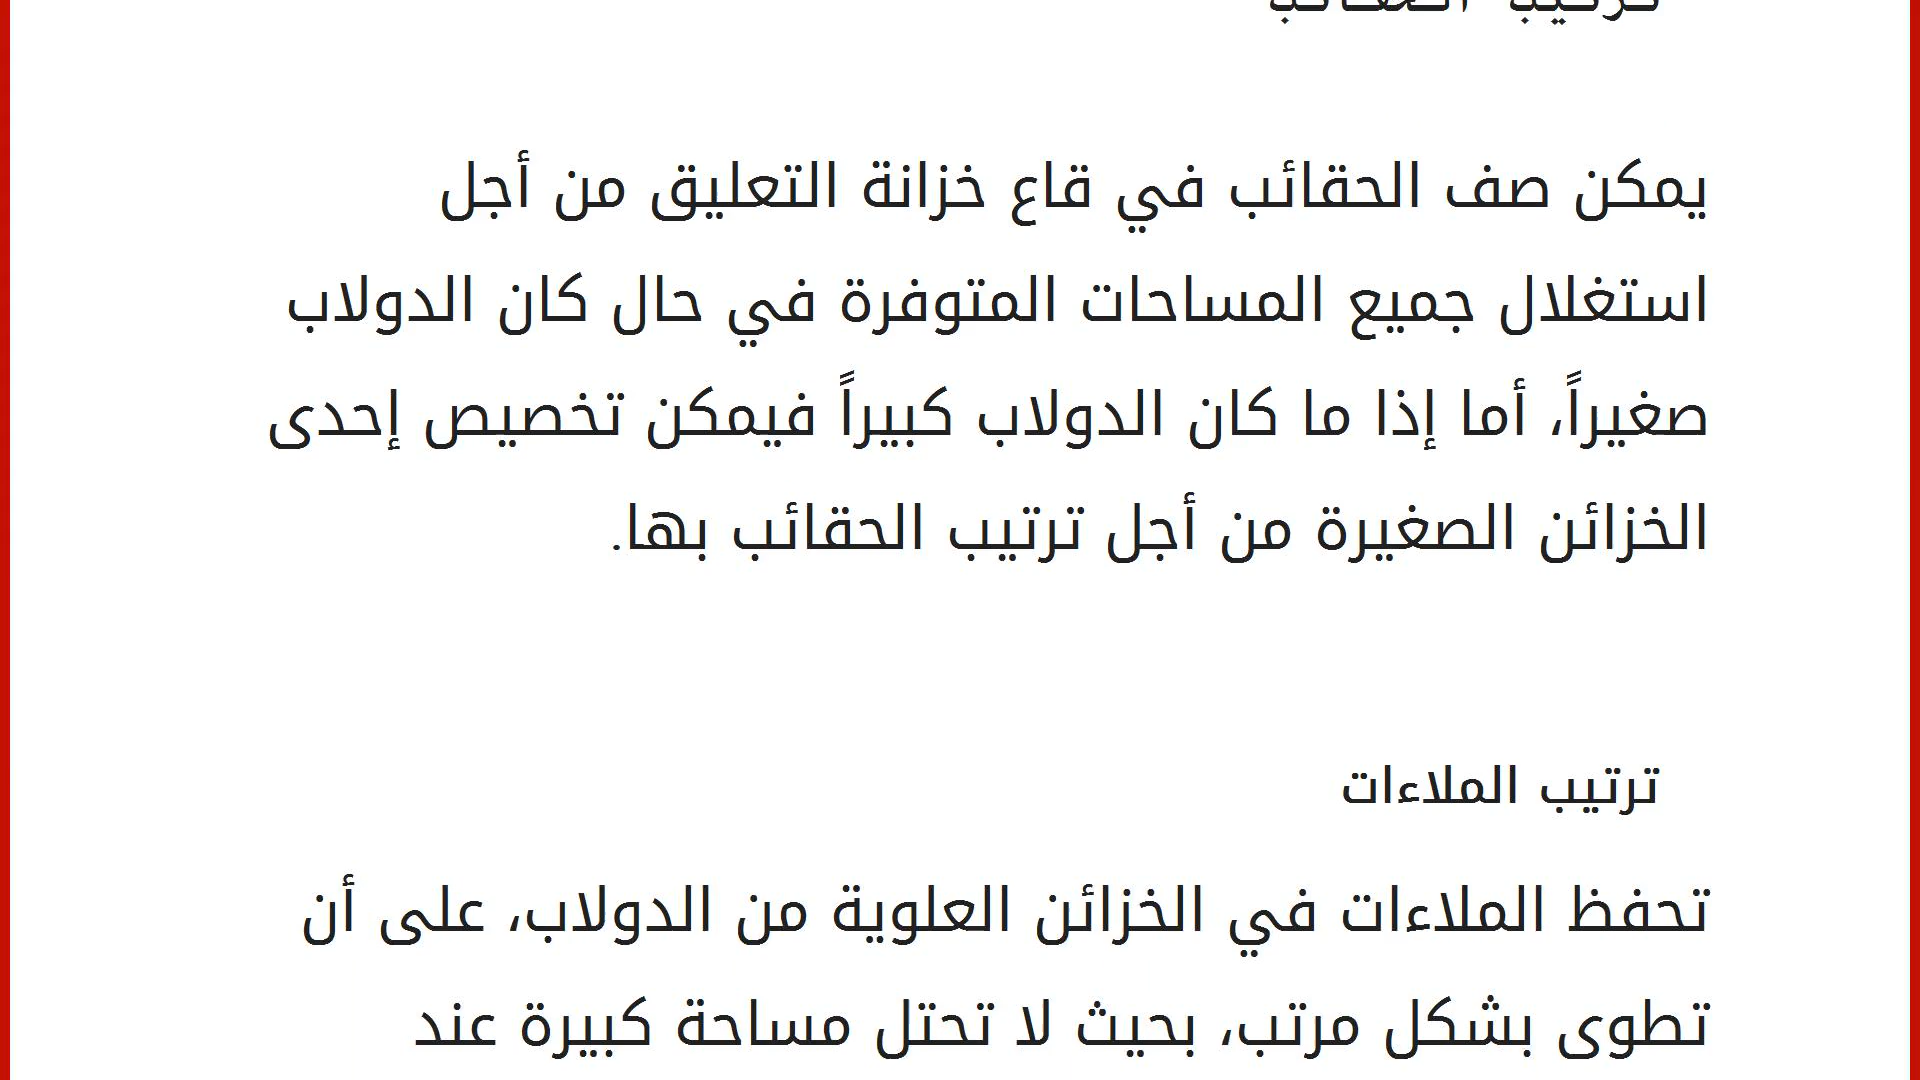 ترتيب الحقائب
يمكن صف الحقائب في قاع خزانة التعليق من أجل
استغلال جميع المساحات المتوفرة في حال كان الدولاب
صغيراً، أما إذا ما كان الدولاب كبيراً فيمكن تخصيص إحدى
الخزائن الصغيرة من أجل ترتيب الحقائب بها.
ترتيب الملاءات
تحفظ الملاءات في الخزائن العلوية من الدولاب، على أن
تطوى بشكل مرتب، بحيث لا تحتل مساحة كبيرة عند